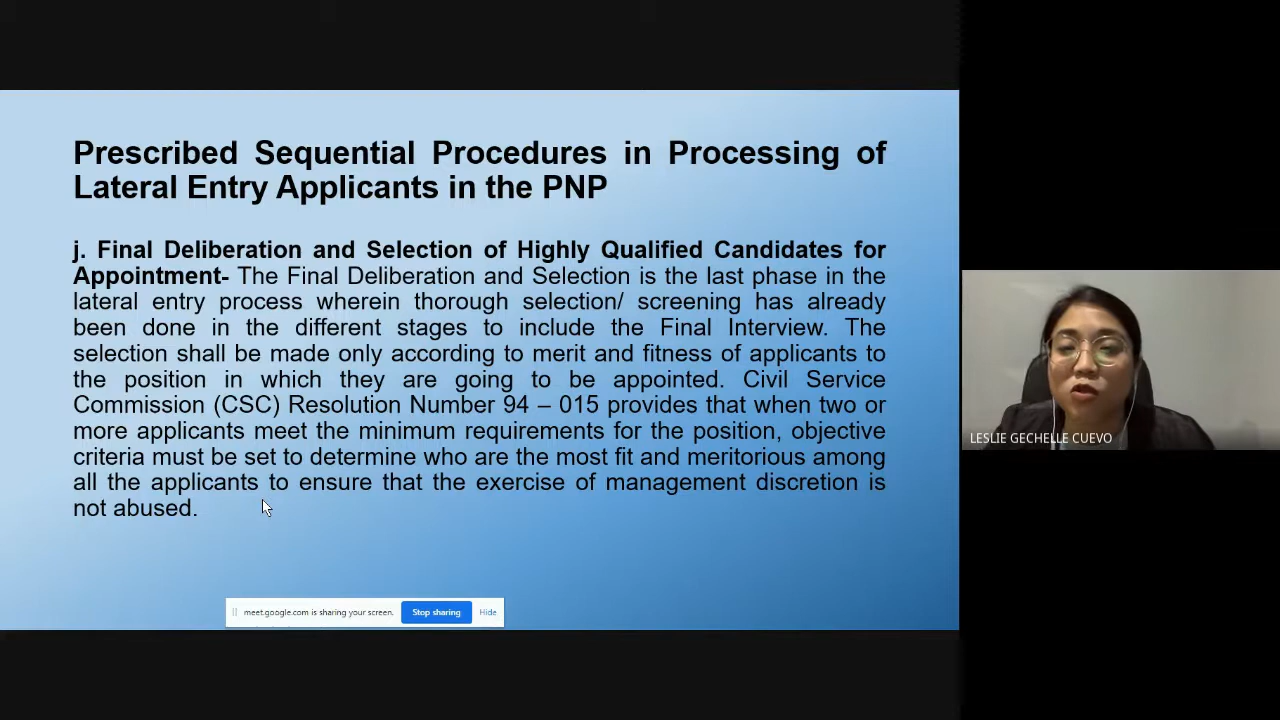 Prescribed Sequential Procedures in Processing of
Lateral Entry Applicants in the PNP
j. Final Deliberation and Selection of Highly Qualified Candidates for
Appointment- The Final Deliberation and Selection is the last phase in the
lateral entry process wherein thorough selection/ screening has already
been done in the different stages to include the Final Interview. The
selection shall be made only according to merit and fitness of applicants to
the position in which they are going to be appointed. Civil Service
Commission (CSC) Resolution Number 94 – 015 provides that when two or
more applicants meet the minimum requirements for the position, objective
criteria must be set to determine who are the most fit and meritorious among
all the applicants to ensure that the exercise of management discretion is
not abused.
meet.google.com is sharing your screen. Stop sharing Hide
LESLIE GECHELLE CUEVO